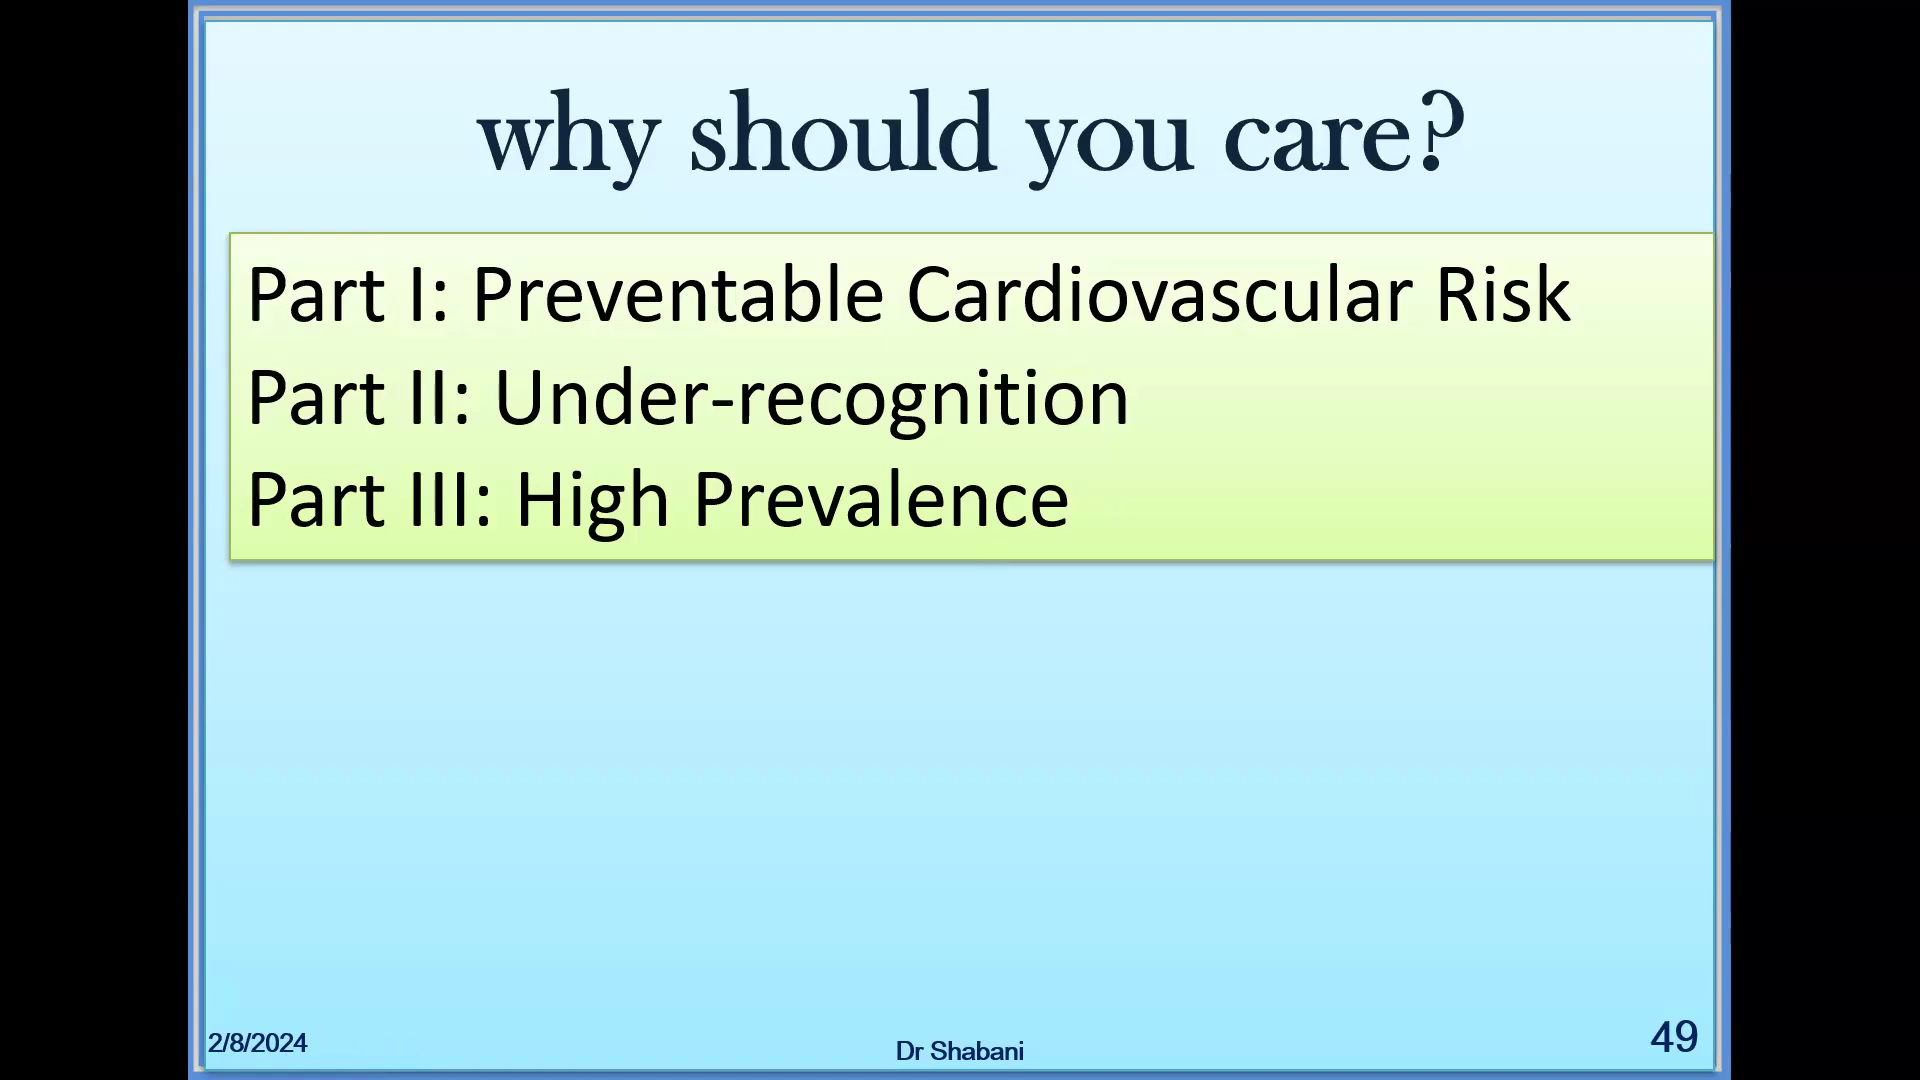 why should you care?
Part I: Preventable Cardiovascular Risk
Part II: Under-recognition
Part III: High Prevalence
2/8/2024
Dr Shabani
49